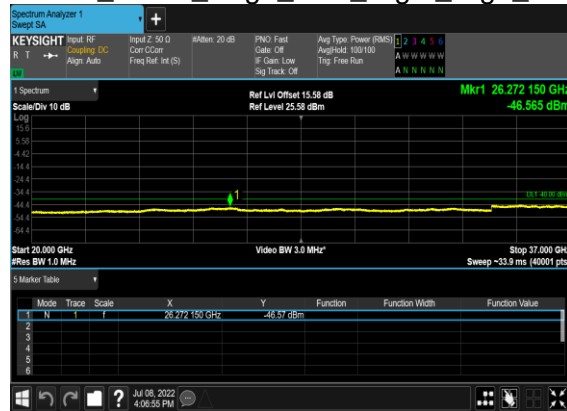 Spectrum Analyzer 1
Swept SA
KEYSIGHT
R T
LW
Input: RF
Coupling: DC
Align: Auto
Input Z: 50 Ω
Corr CCorr
Freq Ref: Int (S)
#Atten: 20 dB
PNO: Fast
Gate: Off
IF Gain: Low
Sig Track: Off
Avg Type: Power (RMS)
Avg|Hold: 100/100
Trig: Free Run
1 2 3 4 5 6
A W W W W W
A N N N N N
1 Spectrum
Scale/Div 10 dB
Ref Lvl Offset 15.58 dB
Ref Level 25.58 dBm
Mkr1 26.272 150 GHz
-46.565 dBm
Log
15.6
5.58
-4.42
-14.4
-24.4
-34.4
-44.4
-54.4
-64.4
1
DL1 -40.00 dBm
Start 20.000 GHz
#Res BW 1.0 MHz
Video BW 3.0 MHz*
Stop 37.000 GHz
Sweep ~33.9 ms (40001 pts)
5 Marker Table
Mode Trace Scale X Y Function Function Width Function Value
1 N 1 f 26.272 150 GHz -46.57 dBm
2
3
4
5
6
?
Jul 08, 2022
4:06:55 PM